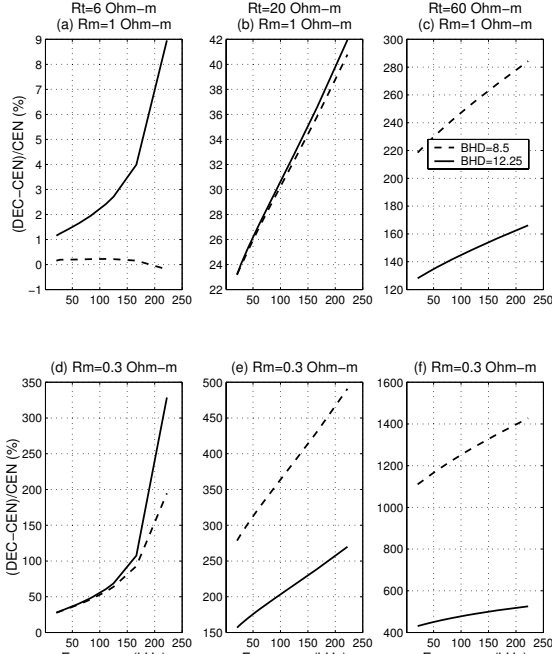 Rt=6 Ohm−m
Rt=20 Ohm−m
Rt=60 Ohm−m
(a) Rm=1 Ohm−m
(b) Rm=1 Ohm−m
(c) Rm=1 Ohm−m
(DEC−CEN)/CEN (%)
9
8
7
6
5
4
3
2
1
0
−1
50 100 150 200 250
42
40
38
36
34
32
30
28
26
24
22
50 100 150 200 250
300
280
260
240
220
200
180
160
140
120
50 100 150 200 250
BHD=8.5
BHD=12.25
(d) Rm=0.3 Ohm−m
(e) Rm=0.3 Ohm−m
(f) Rm=0.3 Ohm−m
(DEC−CEN)/CEN (%)
350
300
250
200
150
100
50
0
50 100 150 200 250
500
450
400
350
300
250
200
150
50 100 150 200 250
1600
1400
1200
1000
800
600
400
50 100 150 200 250